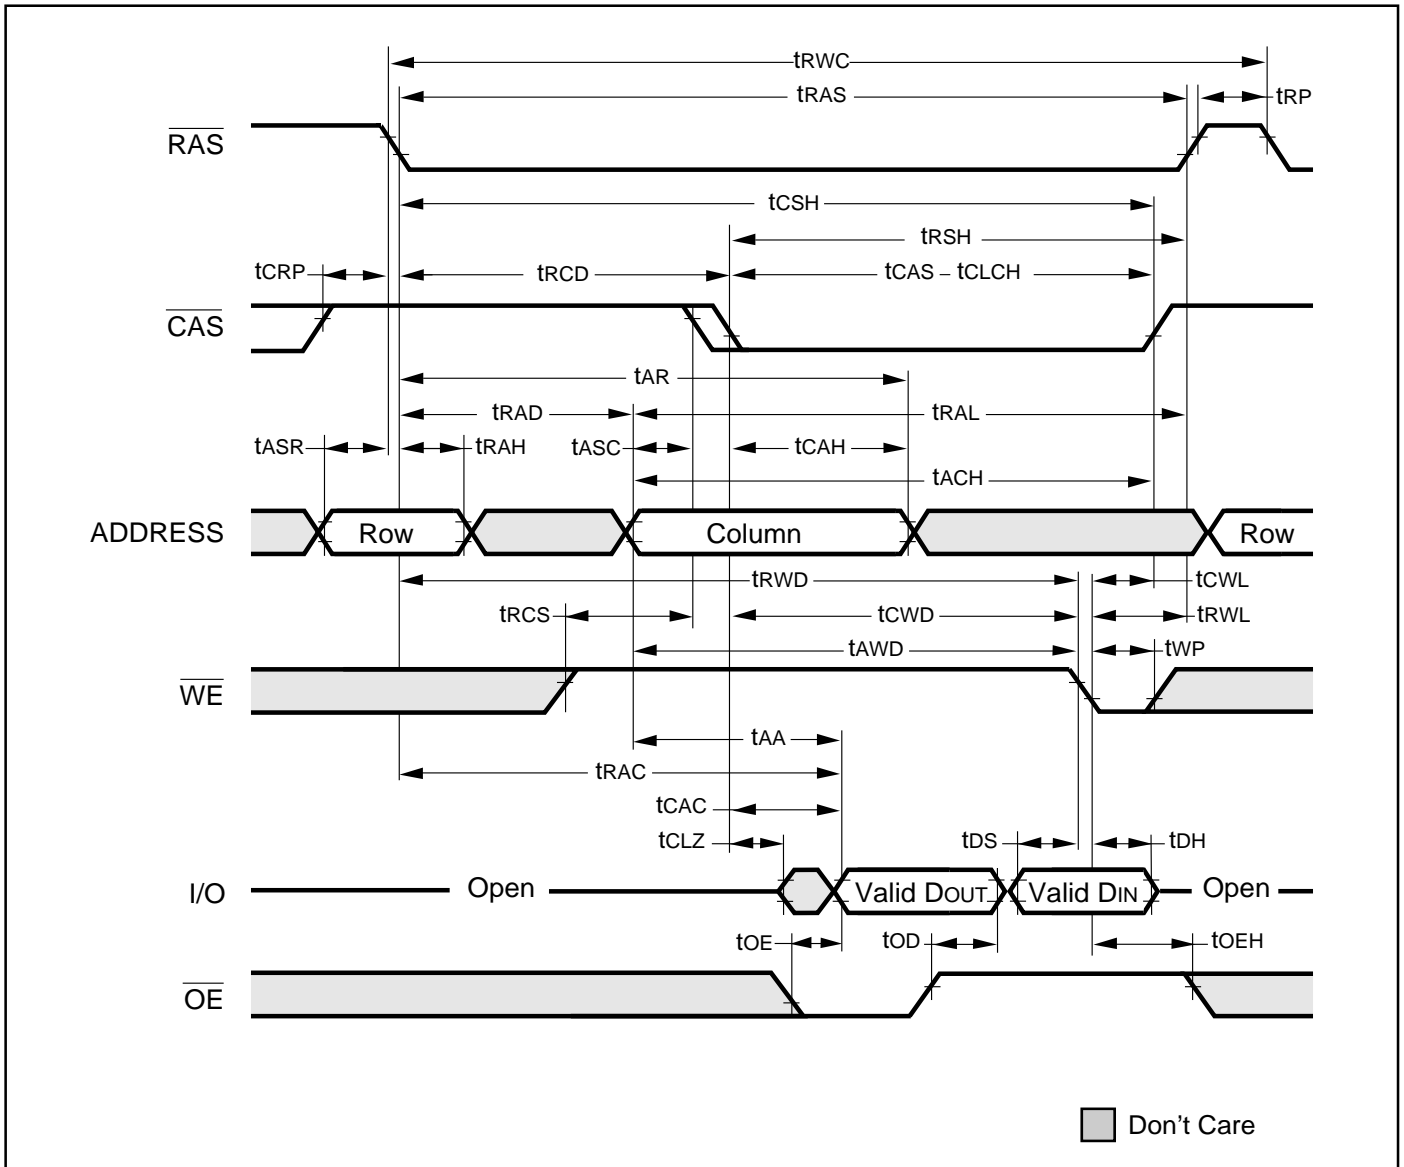 tRWC
tRAS
tRP
RAS
tCSH
tRSH
tCRP
tRCD
tCAS – tCLCH
CAS
tAR
tRAD
tRAL
tASR
tRAH
tASC
tCAH
tACH
ADDRESS
Row
Column
Row
tRWD
tCWL
tRCS
tCWD
tRWL
tAWD
tWP
WE
tAA
tRAC
tCAC
tCLZ
tDS
tDH
I/O
Open
Valid DOUT
Valid DIN
Open
tOE
tOD
tOEH
OE
Don't Care